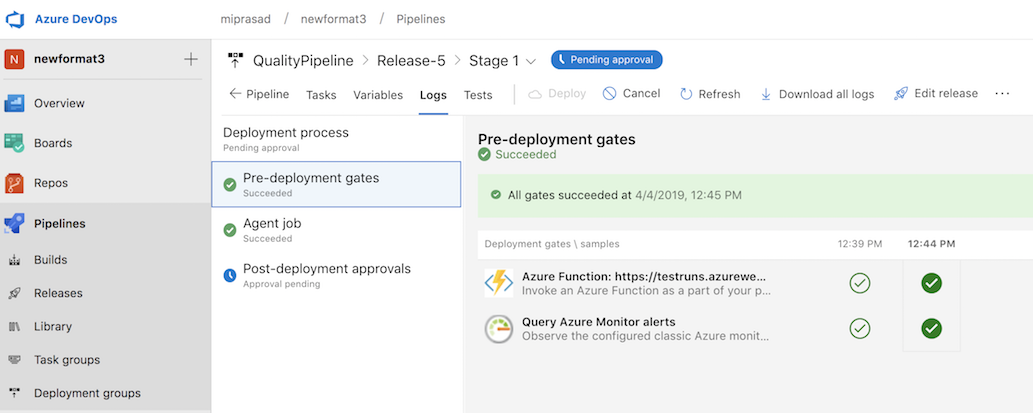 Azure DevOps miprasad / newformat3 / Pipelines
N newformat3 +
QualityPipeline > Release-5 > Stage 1 Pending approval
Pipeline Tasks Variables Logs Tests Deploy Cancel Refresh Download all logs Edit release ...
Overview
Boards
Repos
Pipelines
Builds
Releases
Library
Task groups
Deployment groups
Deployment process
Pending approval
Pre-deployment gates
Succeeded
Agent job
Succeeded
Post-deployment approvals
Approval pending
Pre-deployment gates
Succeeded
All gates succeeded at 4/4/2019, 12:45 PM
Deployment gates \ samples 12:39 PM 12:44 PM
Azure Function: https://testruns.azurewe...
Invoke an Azure Function as a part of your p...
Query Azure Monitor alerts
Observe the configured classic Azure monit...